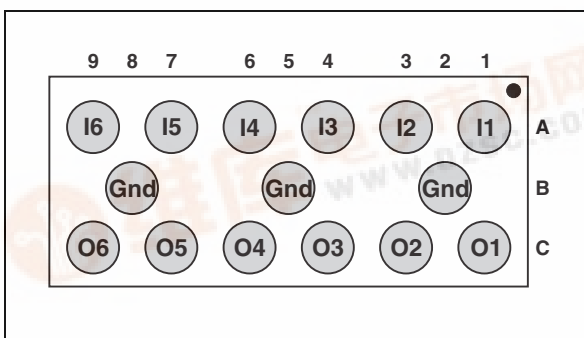 9 8 7 6 5 4 3 2 1
I6 I5 I4 I3 I2 I1 A
Gnd Gnd Gnd B
O6 O5 O4 O3 O2 O1 C